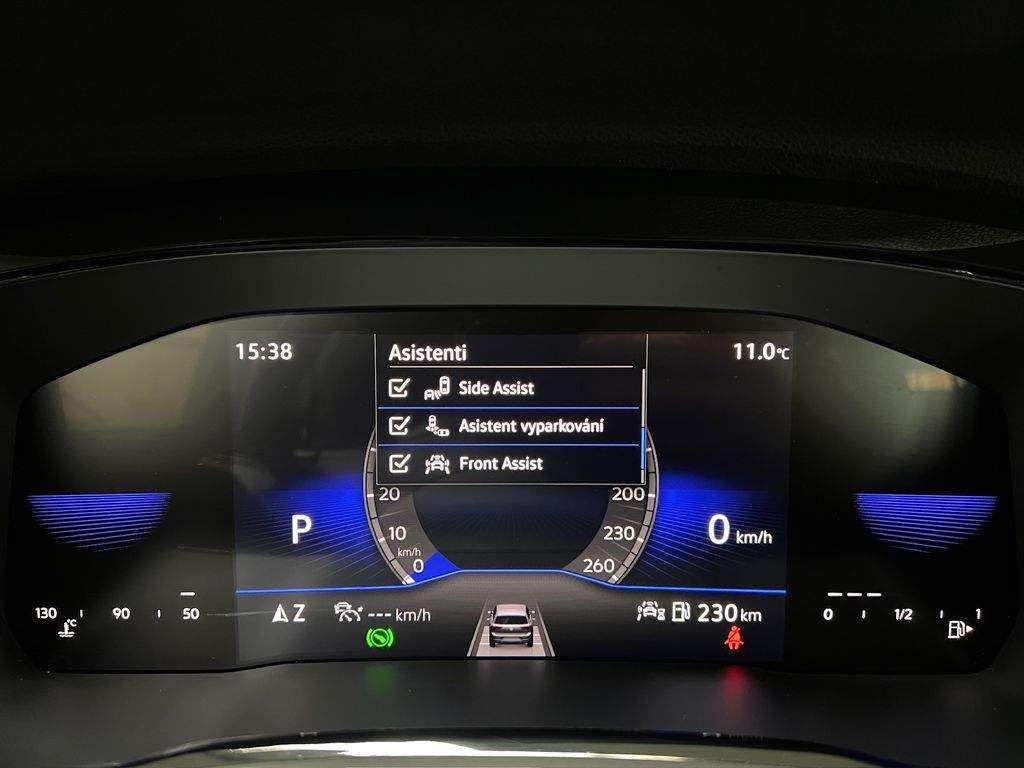 15:38
Asistenti
11.0°C
Side Assist
Asistent vyparkování
Front Assist
20
200
P
10
230
0 km/h
km/h
0
260
130
90
50
°C
Z
--- km/h
230 km
0
1/2
1